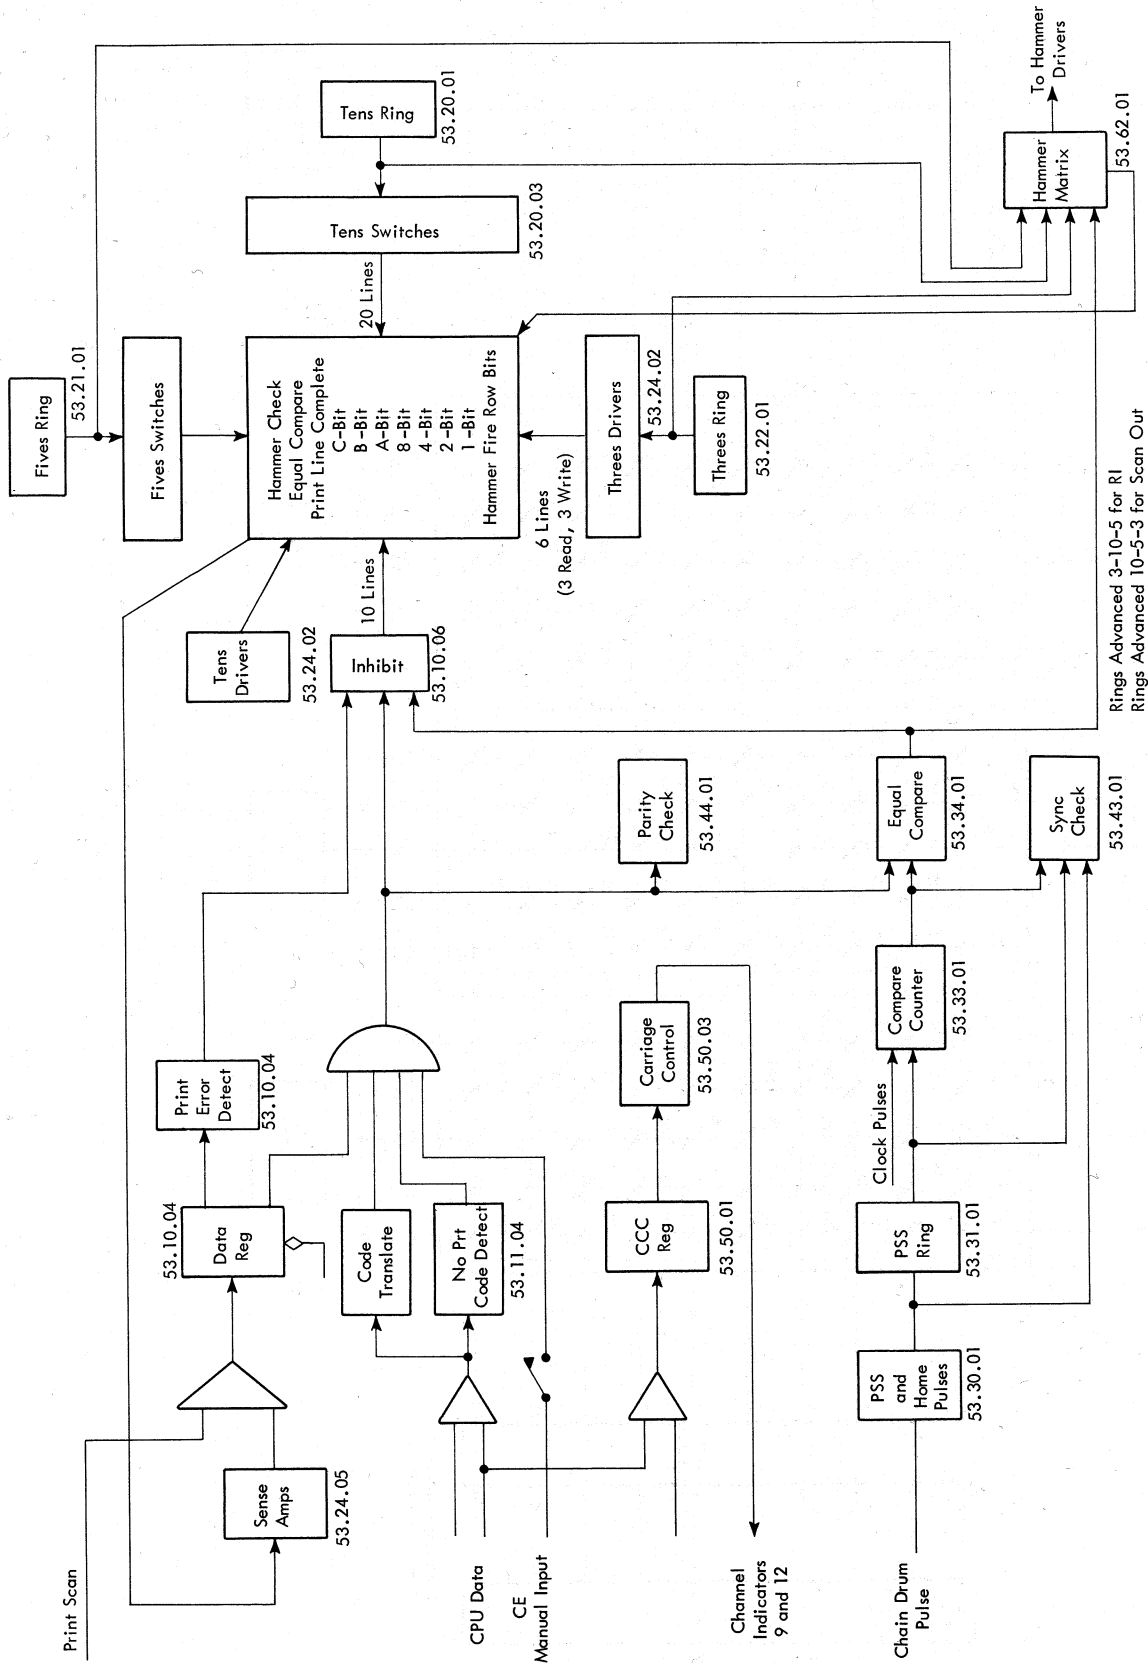 Print Scan
Sense
Amps
53.24.05
53.10.04
Data
Reg
Print
Error
Detect
53.10.04
Code
Translate
No Prt
Code Detect
53.11.04
CPU Data
CE
Manual Input
CCC
Reg
53.50.01
Carriage
Control
53.50.03
Channel
Indicators
9 and 12
Chain Drum
Pulse
PSS
and
Home
Pulses
53.30.01
PSS
Ring
53.31.01
Clock Pulses
Compare
Counter
53.33.01
Parity
Check
53.44.01
Equal
Compare
53.34.01
Sync
Check
53.43.01
Tens
Drivers
53.24.02
Inhibit
53.10.06
10 Lines
Fives Ring
53.21.01
Fives Switches
Hammer Check
Equal Compare
Print Line Complete
C-Bit
B-Bit
A-Bit
8-Bit
4-Bit
2-Bit
1-Bit
Hammer Fire Row Bits
6 Lines
(3 Read, 3 Write)
Threes Drivers
53.24.02
Threes Ring
53.22.01
20 Lines
Tens Switches
53.20.03
Tens Ring
53.20.01
Hammer
Matrix
53.62.01
To Hammer
Drivers
Rings Advanced 3-10-5 for RI
Rings Advanced 10-5-3 for Scan Out